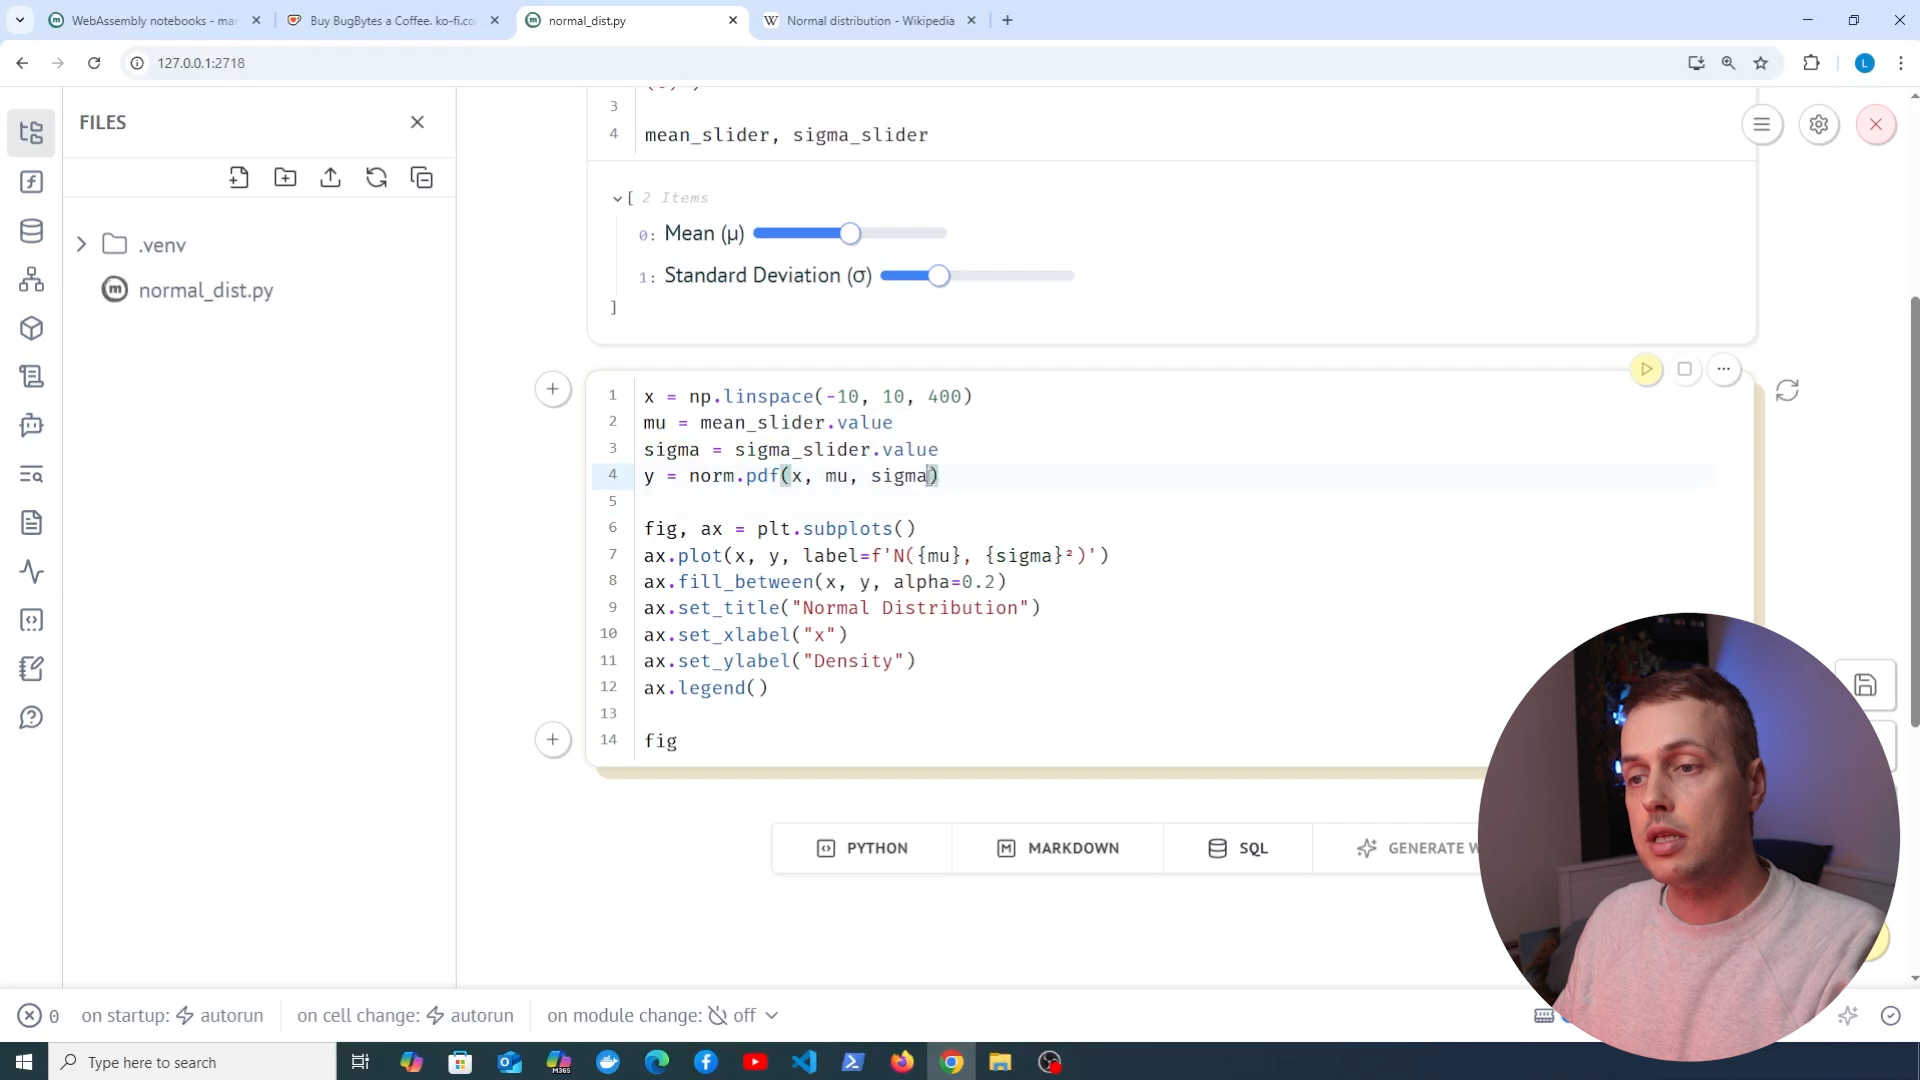 WebAssembly notebooks - ma
Buy BugBytes a Coffee. ko-fi.co
normal_dist.py
Normal distribution - Wikipedia
127.0.0.1:2718
L
FILES
.venv
normal_dist.py
3
4 mean_slider, sigma_slider
[ 2 Items
0: Mean (μ)
1: Standard Deviation (σ)
]
1 x = np.linspace(-10, 10, 400)
2 mu = mean_slider.value
3 sigma = sigma_slider.value
4 y = norm.pdf(x, mu, sigma)
5
6 fig, ax = plt.subplots()
7 ax.plot(x, y, label=f'N({mu}, {sigma}²)')
8 ax.fill_between(x, y, alpha=0.2)
9 ax.set_title("Normal Distribution")
10 ax.set_xlabel("x")
11 ax.set_ylabel("Density")
12 ax.legend()
13
14 fig
PYTHON
MARKDOWN
SQL
GENERATE W
0
on startup: autorun
on cell change: autorun
on module change: off
Type here to search